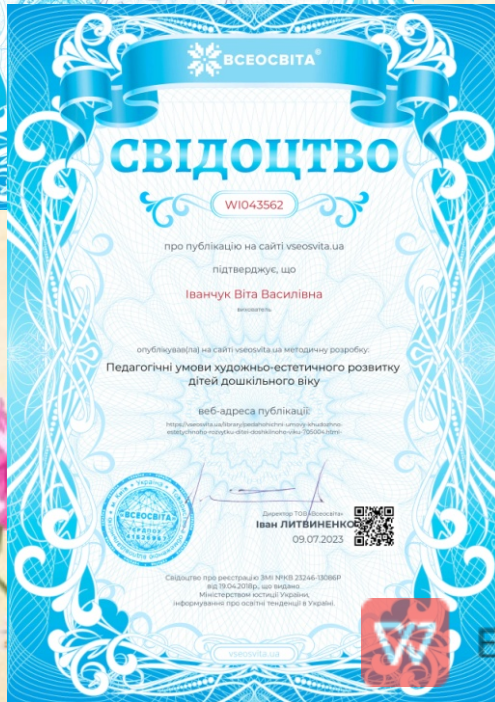 ВСЕОСВІТА
СВІДОЦТВО
WI043562
про публікацію на сайті vseosvita.ua
підтверджує, що
Іванчук Віта Василівна
вихователь
опублікував(ла) на сайті vseosvita.ua методичну розробку:
Педагогічні умови художньо-естетичного розвитку
дітей дошкільного віку
веб-адреса публікації:
Директор ТОВ «Всеосвіта»
Іван ЛИТВИНЕНКО
09.07.2023
ВСЕОСВІТА
Свідоцтво про реєстрацію ЗМІ №КВ 23246-13086Р
від 19.04.2018р., що видано
Міністерством юстиції України,
інформування про освітні тенденції в Україні.
vseosvita.ua